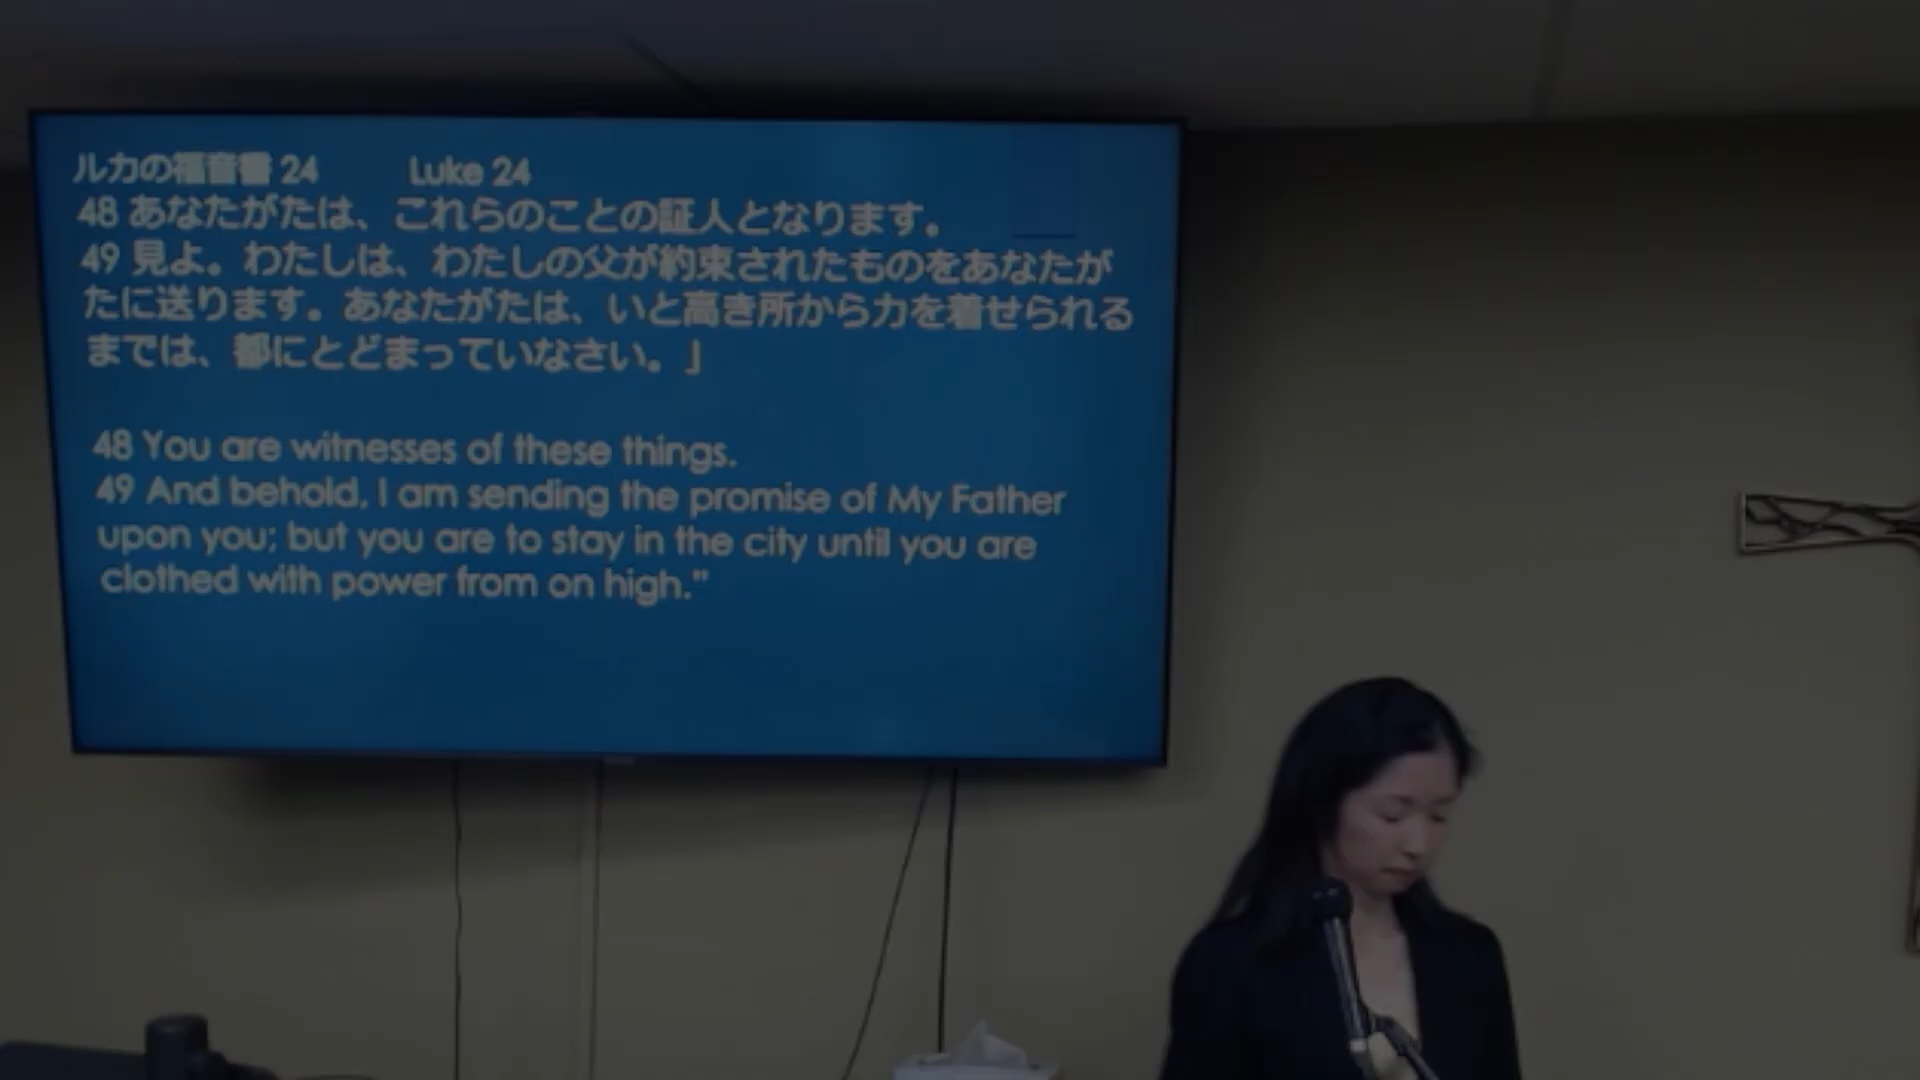 ルカの福音書 24 Luke 24
48 あなたがたは、これらのことの証人となります。
49 見よ。わたしは、わたしの父が約束されたものをあなたが
たに送ります。あなたがたは、いと高き所から力を着せられる
までは、都にとどまっていなさい。」
48 You are witnesses of these things.
49 And behold, I am sending the promise of My Father
upon you; but you are to stay in the city until you are
clothed with power from on high."